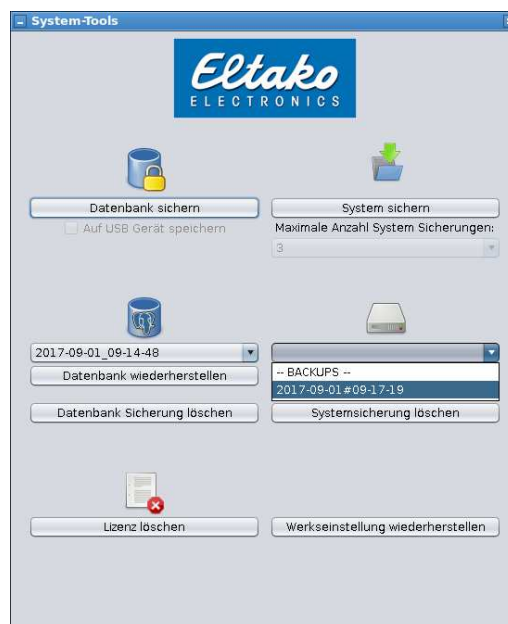 System-Tools
Eltako
ELECTRONICS
Datenbank sichern
Auf USB Gerät speichern
System sichern
Maximale Anzahl System Sicherungen:
3
2017-09-01_09-14-48
Datenbank wiederherstellen
Datenbank Sicherung löschen
-- BACKUPS --
2017-09-01#09-17-19
Systemsicherung löschen
Lizenz löschen
Werkseinstellung wiederherstellen